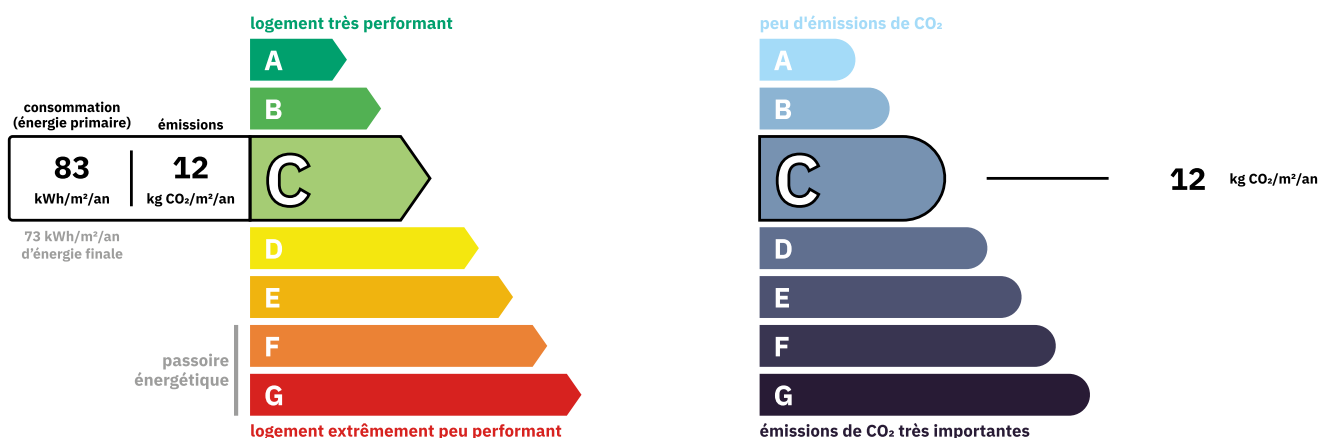 logement très performant
A
B
consommation
(énergie primaire)
émissions
83
kWh/m²/an
12
kg CO₂/m²/an
C
73 kWh/m²/an
d'énergie finale
D
E
F
passoire
énergétique
G
logement extrêmement peu performant
peu d'émissions de CO₂
A
B
C
12 kg CO₂/m²/an
D
E
F
G
émissions de CO₂ très importantes